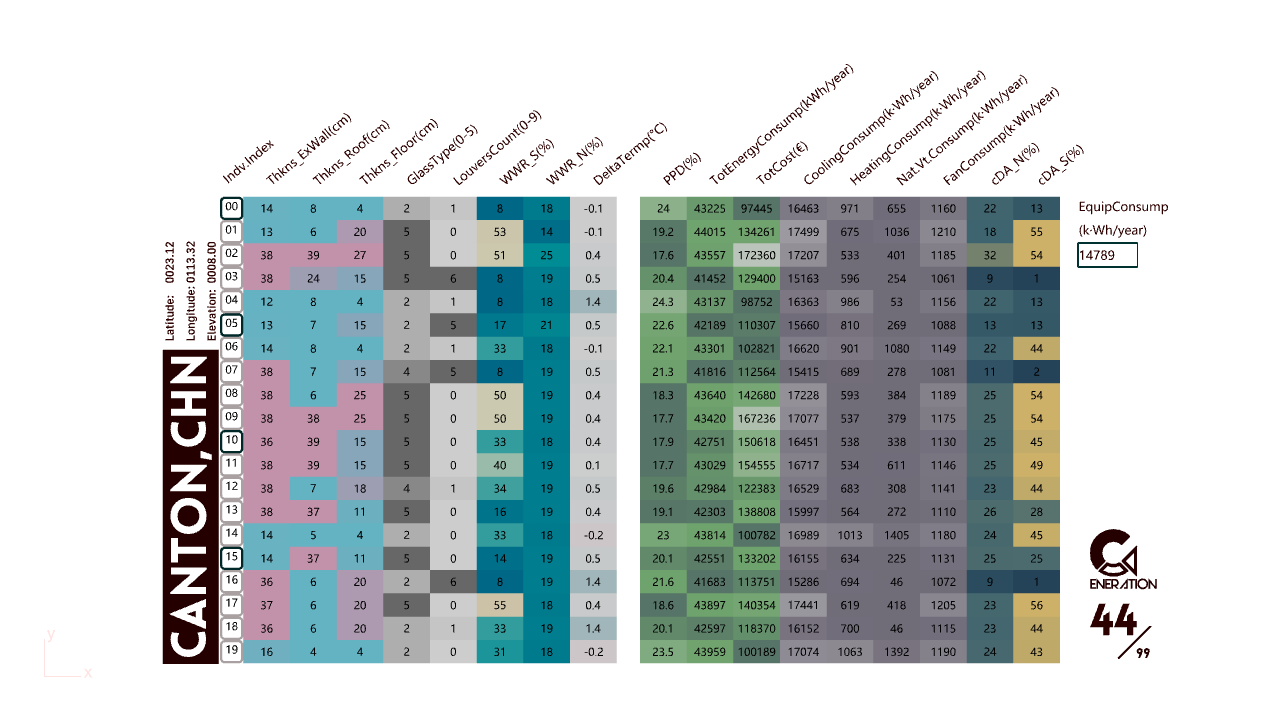 Indv.Index Thkns_ExWall(cm) Thkns_Roof(cm) Thkns_Floor(cm) GlassType(0-5) LouversCount(0-9) WWR_S(%) WWR_N(%) DeltaTermp(°C) PPD(%) TotEnergyConsump(kWh/year) TotCost(€) CoolingConsump(k·Wh/year) HeatingConsump(k·Wh/year) Nat.Vt.Consump(k·Wh/year) FanConsump(k·Wh/year) cDA_N(%) cDA_S(%)
00 14 8 4 2 1 8 18 -0.1 24 43225 97445 16463 971 655 1160 22 13
01 13 6 20 5 0 53 14 -0.1 19.2 44015 134261 17499 675 1036 1210 18 55
02 38 39 27 5 0 51 25 0.4 17.6 43557 172360 17207 533 401 1185 32 54
03 38 24 15 5 6 8 19 0.5 20.4 41452 129400 15163 596 254 1061 9 1
04 12 8 4 2 1 8 18 1.4 24.3 43137 98752 16363 986 53 1156 22 13
05 13 7 15 2 5 17 21 0.5 22.6 42189 110307 15660 810 269 1088 13 13
06 14 8 4 2 1 33 18 -0.1 22.1 43301 102821 16620 901 1080 1149 22 44
07 38 7 15 4 5 8 19 0.5 21.3 41816 112564 15415 689 278 1081 11 2
08 38 6 25 5 0 50 19 0.4 18.3 43640 142680 17228 593 384 1189 25 54
09 38 38 25 5 0 50 19 0.4 17.7 43420 167236 17077 537 379 1175 25 54
10 36 39 15 5 0 33 18 0.4 17.9 42751 150618 16451 538 338 1130 25 45
11 38 39 15 5 0 40 19 0.1 17.7 43029 154555 16717 534 611 1146 25 49
12 38 7 18 4 1 34 19 0.5 19.6 42984 122383 16529 683 308 1141 23 44
13 38 37 11 5 0 16 19 0.4 19.1 42303 138808 15997 564 272 1110 26 28
14 14 5 4 2 0 33 18 -0.2 23 43814 100782 16989 1013 1405 1180 24 45
15 14 37 11 5 0 14 19 0.5 20.1 42551 133202 16155 634 225 1131 25 25
16 36 6 20 2 6 8 19 1.4 21.6 41683 113751 15286 694 46 1072 9 1
17 37 6 20 5 0 55 18 0.4 18.6 43897 140354 17441 619 418 1205 23 56
18 36 6 20 2 1 33 19 1.4 20.1 42597 118370 16152 700 46 1115 23 44
19 16 4 4 2 0 31 18 -0.2 23.5 43959 100189 17074 1063 1392 1190 24 43
Latitude: 0023.12
Longitude: 0113.32
Elevation: 0008.00
CANTON,CHN
EquipConsump
(k·Wh/year)
14789
ENERATION
44/99
y
x